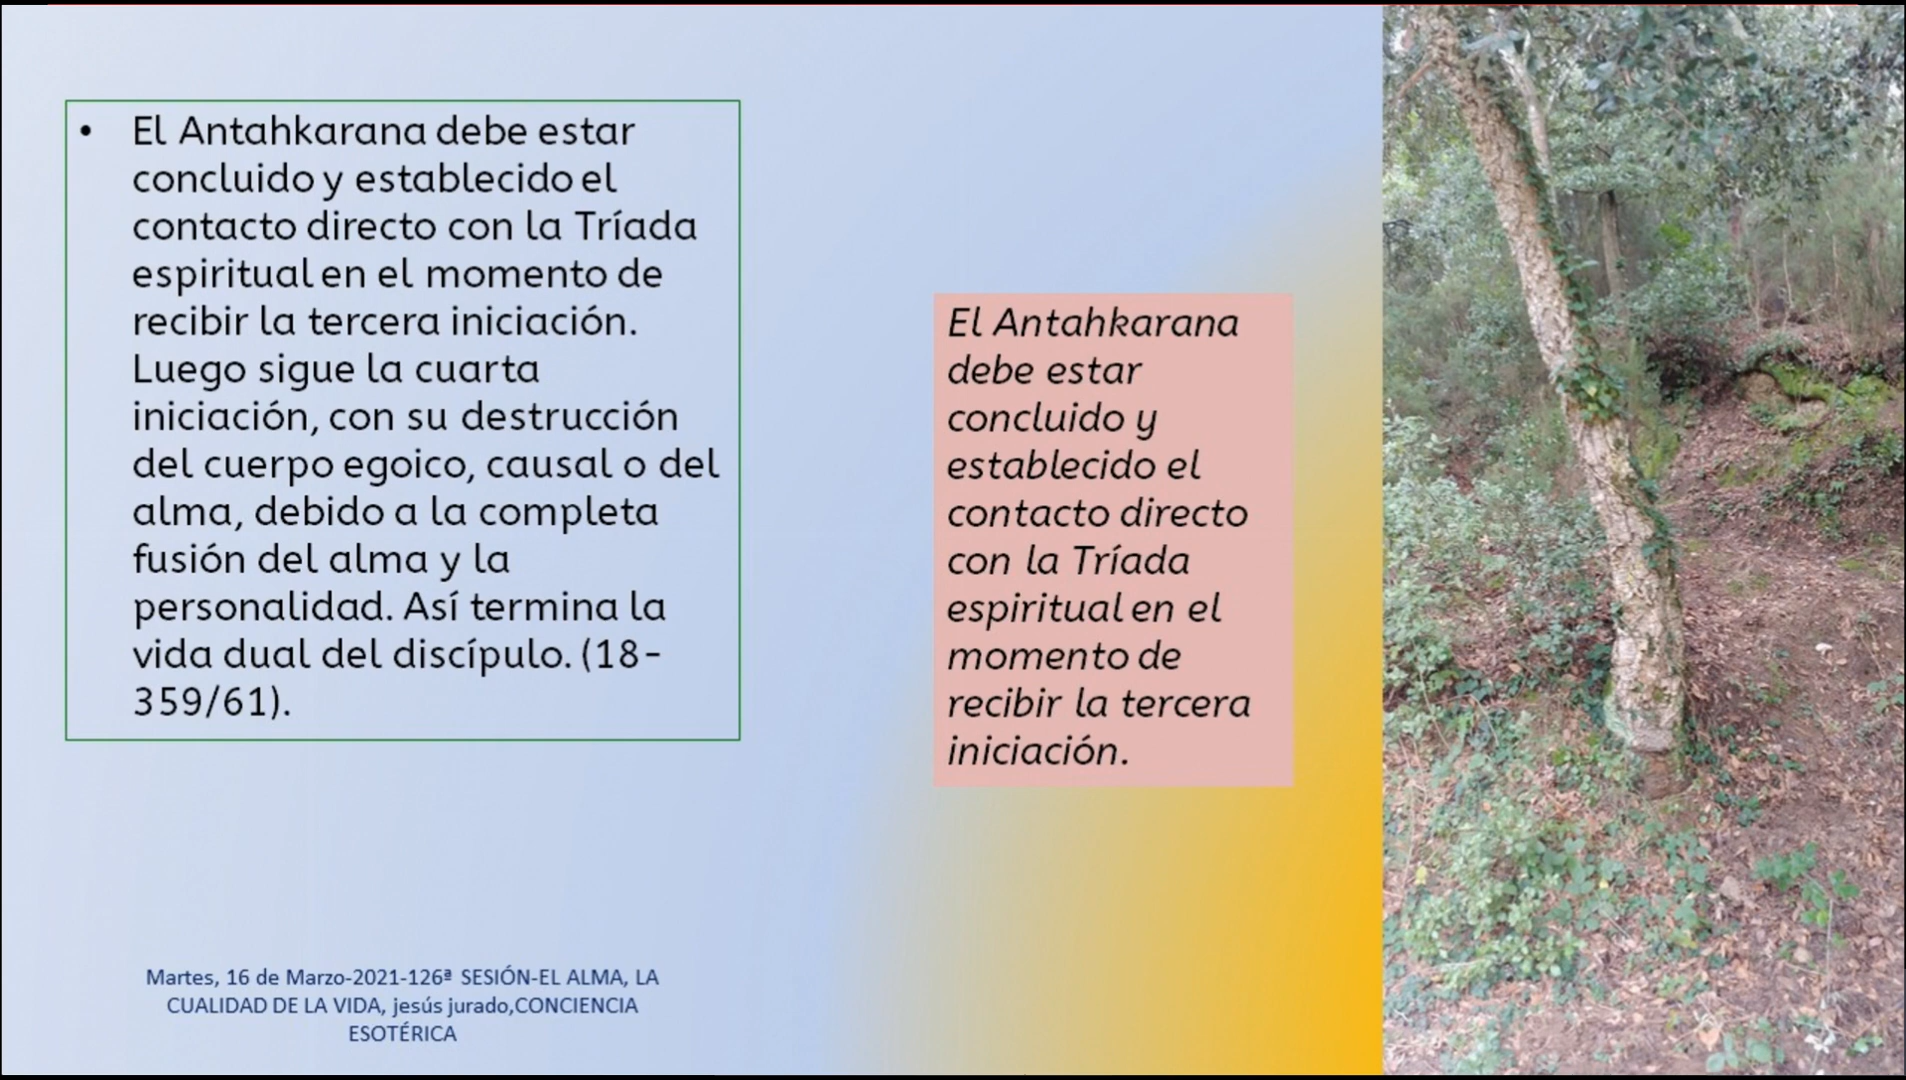 • El Antahkarana debe estar
concluido y establecido el
contacto directo con la Tríada
espiritual en el momento de
recibir la tercera iniciación.
Luego sigue la cuarta
iniciación, con su destrucción
del cuerpo egoico, causal o del
alma, debido a la completa
fusión del alma y la
personalidad. Así termina la
vida dual del discípulo. (18-
359/61).
El Antahkarana
debe estar
concluido y
establecido el
contacto directo
con la Tríada
espiritual en el
momento de
recibir la tercera
iniciación.
Martes, 16 de Marzo-2021-126ª SESIÓN-EL ALMA, LA
CUALIDAD DE LA VIDA, jesús jurado,CONCIENCIA
ESOTÉRICA